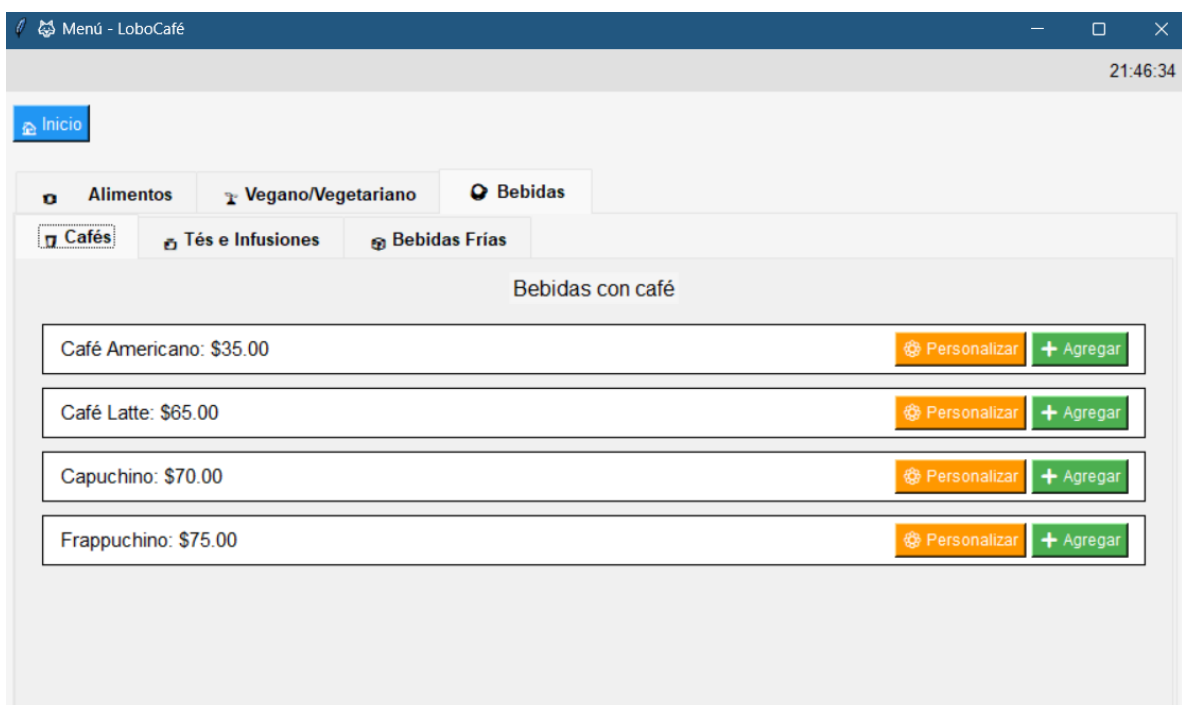 Menú - LoboCafé
21:46:34
Inicio
Alimentos Vegano/Vegetariano Bebidas
Cafés Tés e Infusiones Bebidas Frías
Bebidas con café
Café Americano: $35.00 Personalizar + Agregar
Café Latte: $65.00 Personalizar + Agregar
Capuchino: $70.00 Personalizar + Agregar
Frappuchino: $75.00 Personalizar + Agregar